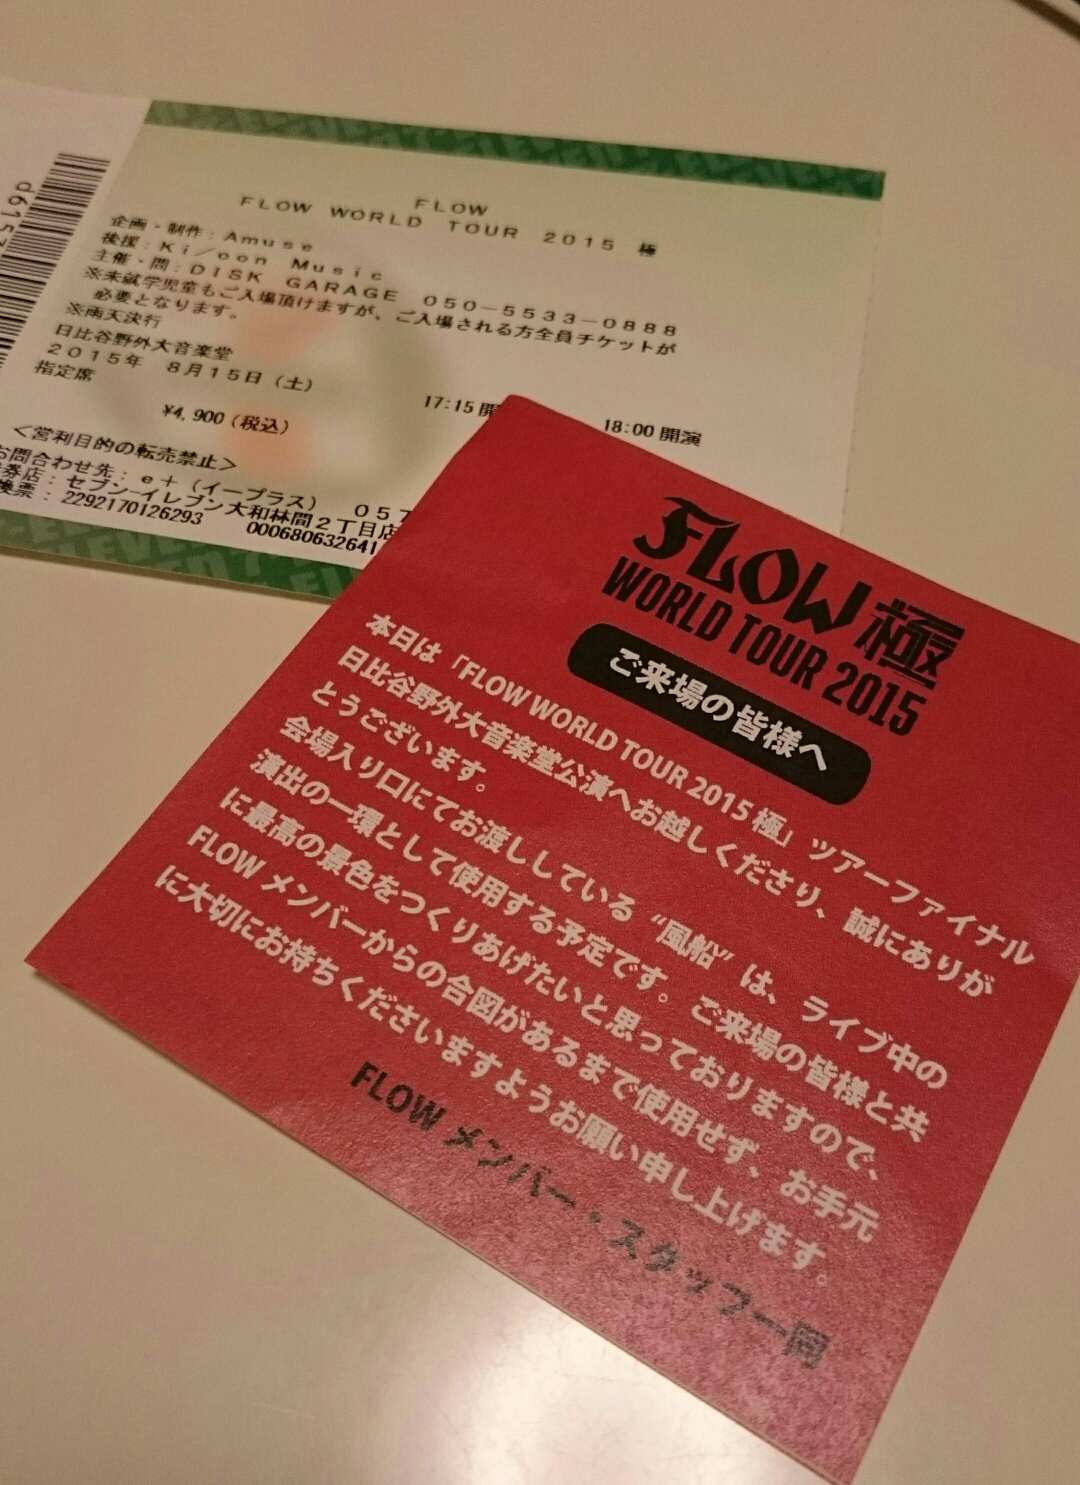 d6157
FLOW
FLOW WORLD TOUR 2015 極
企画・制作：Amuse
後援：Ki／oon Music
主催・問：DISK GARAGE 050－5533－0888
※未就学児童もご入場頂けますが、ご入場される方全員チケットが
必要となります。
※雨天決行
日比谷野外大音楽堂
2015年 8月15日（土）
17:15 開
18:00 開演
指定席
¥4,900（税込）
＜営利目的の転売禁止＞
お問合わせ先：e＋（イープラス） 057
券店：セブン-イレブン大和林間2丁目店
換票：2292170126293 000680632641
FLOW 極
WORLD TOUR 2015
ご来場の皆様へ
本日は「FLOW WORLD TOUR 2015 極」ツアーファイナル
日比谷野外大音楽堂公演へお越しくださり、誠にありが
とうございます。
会場入り口にてお渡ししている“風船”は、ライブ中の
演出の一環として使用する予定です。ご来場の皆様と共
に最高の景色をつくりあげたいと思っておりますので、
FLOW メンバーからの合図があるまで使用せず、お手元
に大切にお持ちくださいますようお願い申し上げます。
FLOW メンバー・スタッフ一同